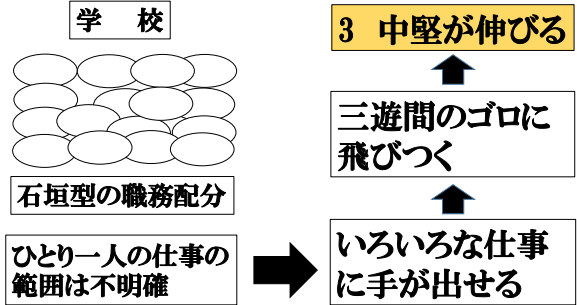 学　校
石垣型の職務配分
ひとり一人の仕事の
範囲は不明確
3　中堅が伸びる
三遊間のゴロに
飛びつく
いろいろな仕事
に手が出せる